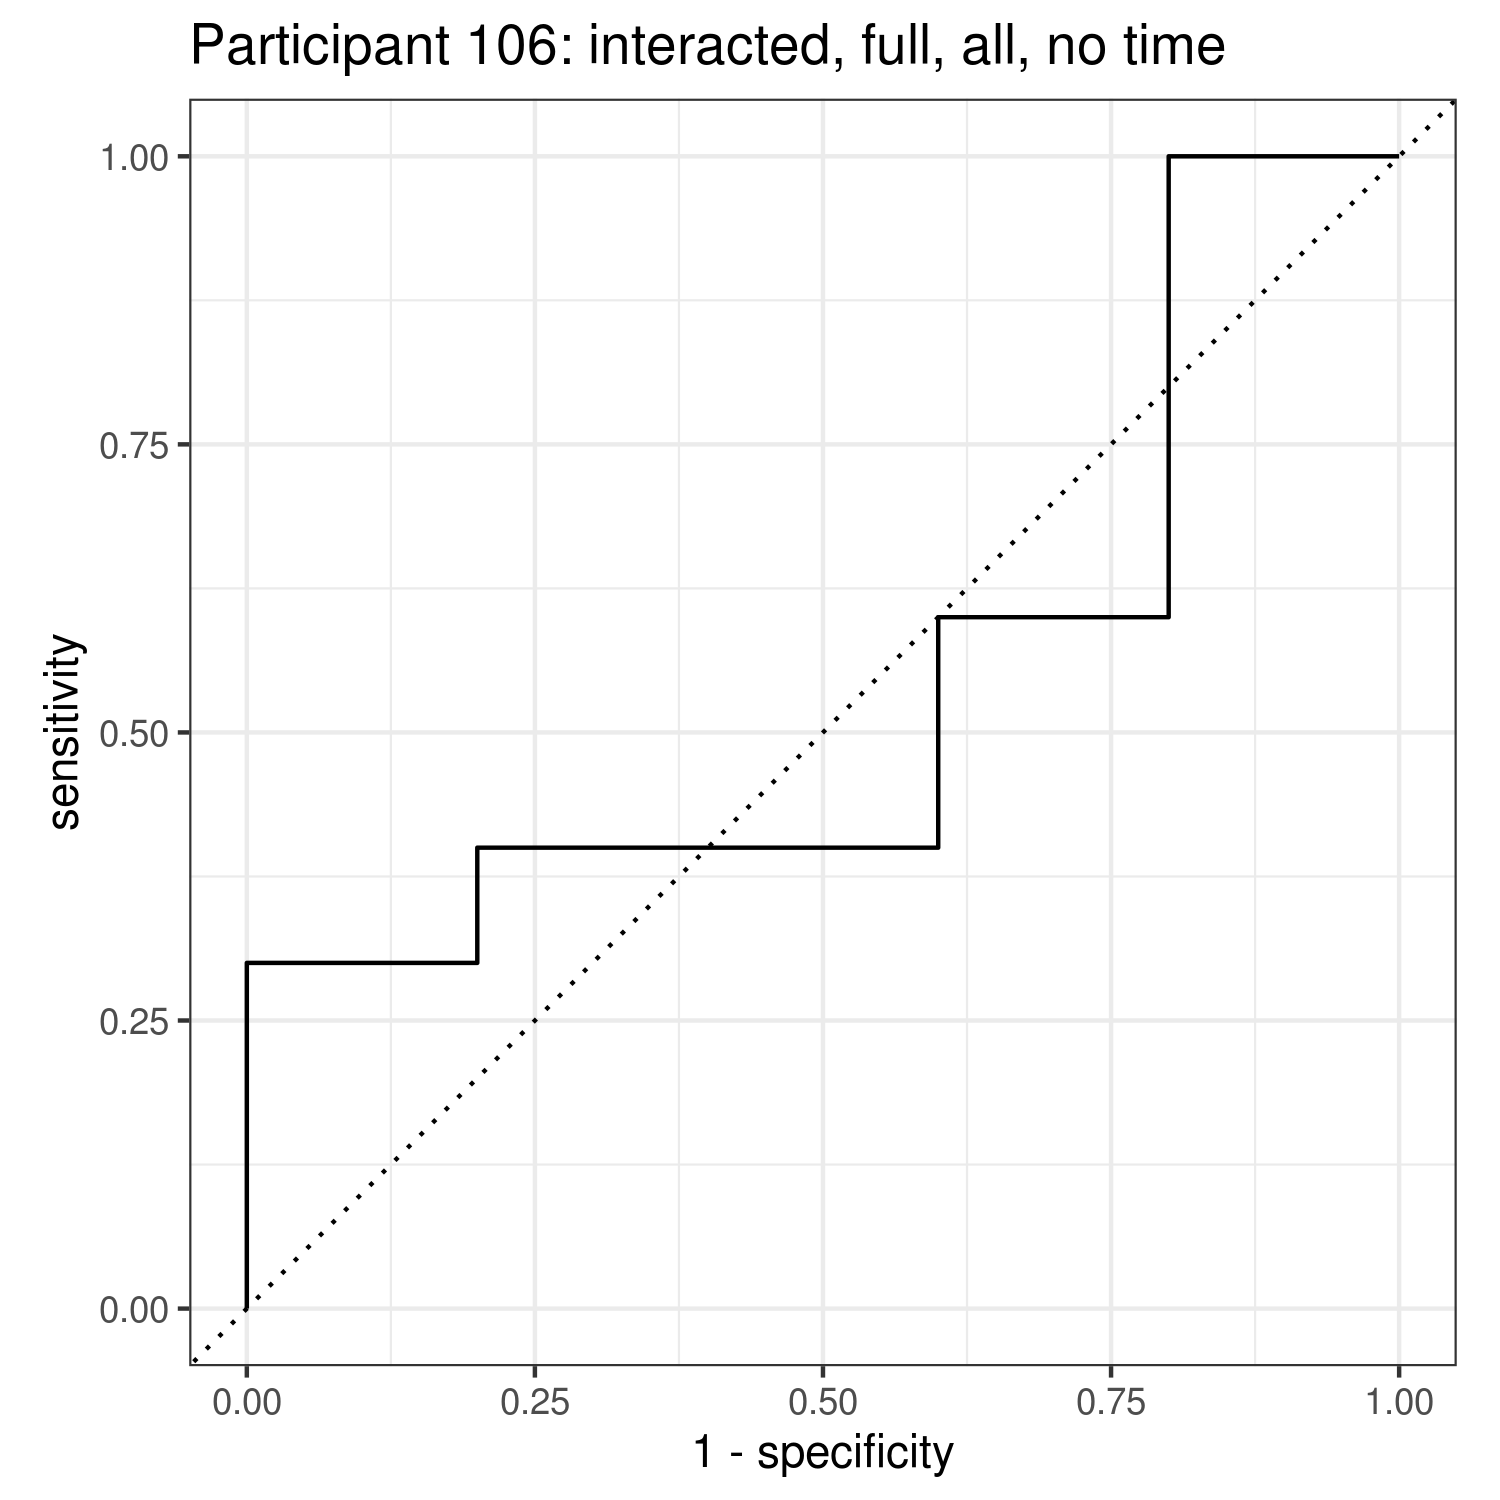 Participant 106: interacted, full, all, no time
1.00
0.75
0.50
0.25
0.00
sensitivity
0.00 0.25 0.50 0.75 1.00
1 - specificity